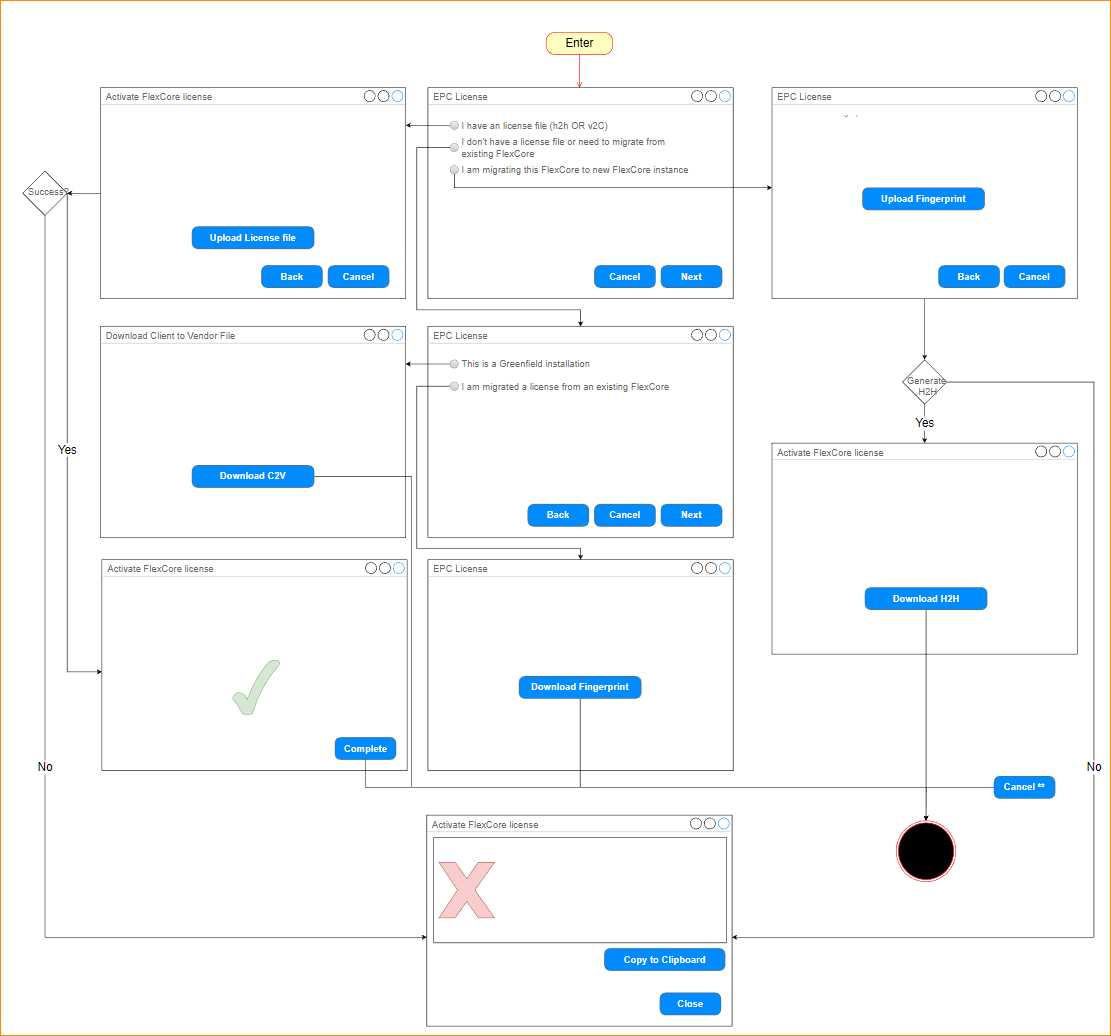 Enter
Activate FlexCore license
Success?
Upload License file
Back
Cancel
EPC License
I have an license file (h2h OR v2C)
I don't have a license file or need to migrate from
existing FlexCore
I am migrating this FlexCore to new FlexCore instance
Cancel
Next
EPC License
Upload Fingerprint
Back
Cancel
Download Client to Vendor File
Download C2V
EPC License
This is a Greenfield installation
I am migrated a license from an existing FlexCore
Back
Cancel
Next
Generate
H2H
Yes
Activate FlexCore license
Download H2H
Yes
Activate FlexCore license
Complete
EPC License
Download Fingerprint
No
Cancel **
No
Activate FlexCore license
X
Copy to Clipboard
Close